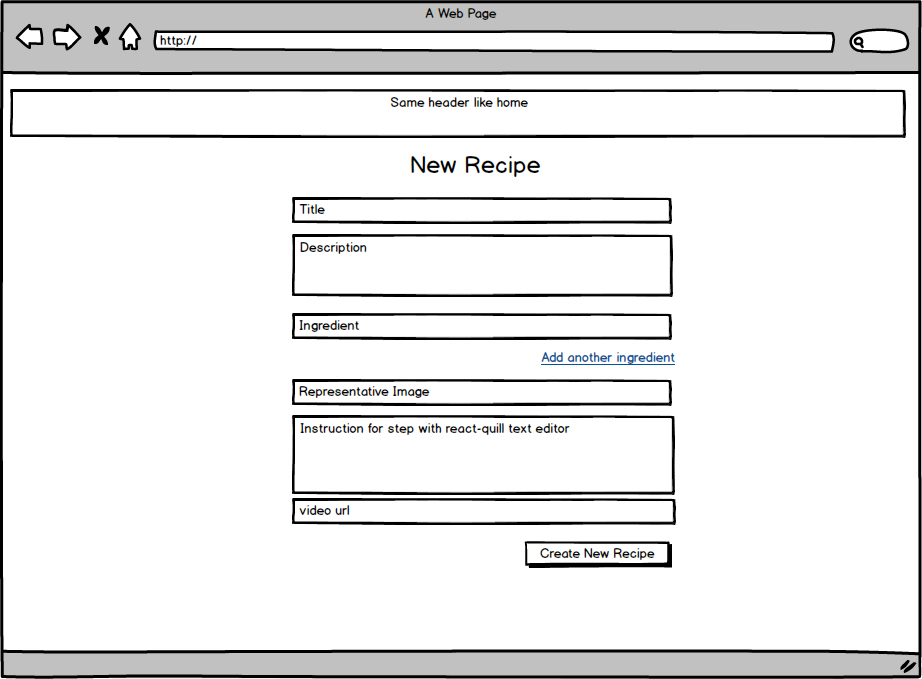 A Web Page
http://
Same header like home
New Recipe
Title
Description
Ingredient
Add another ingredient
Representative Image
Instruction for step with react-quill text editor
video url
Create New Recipe